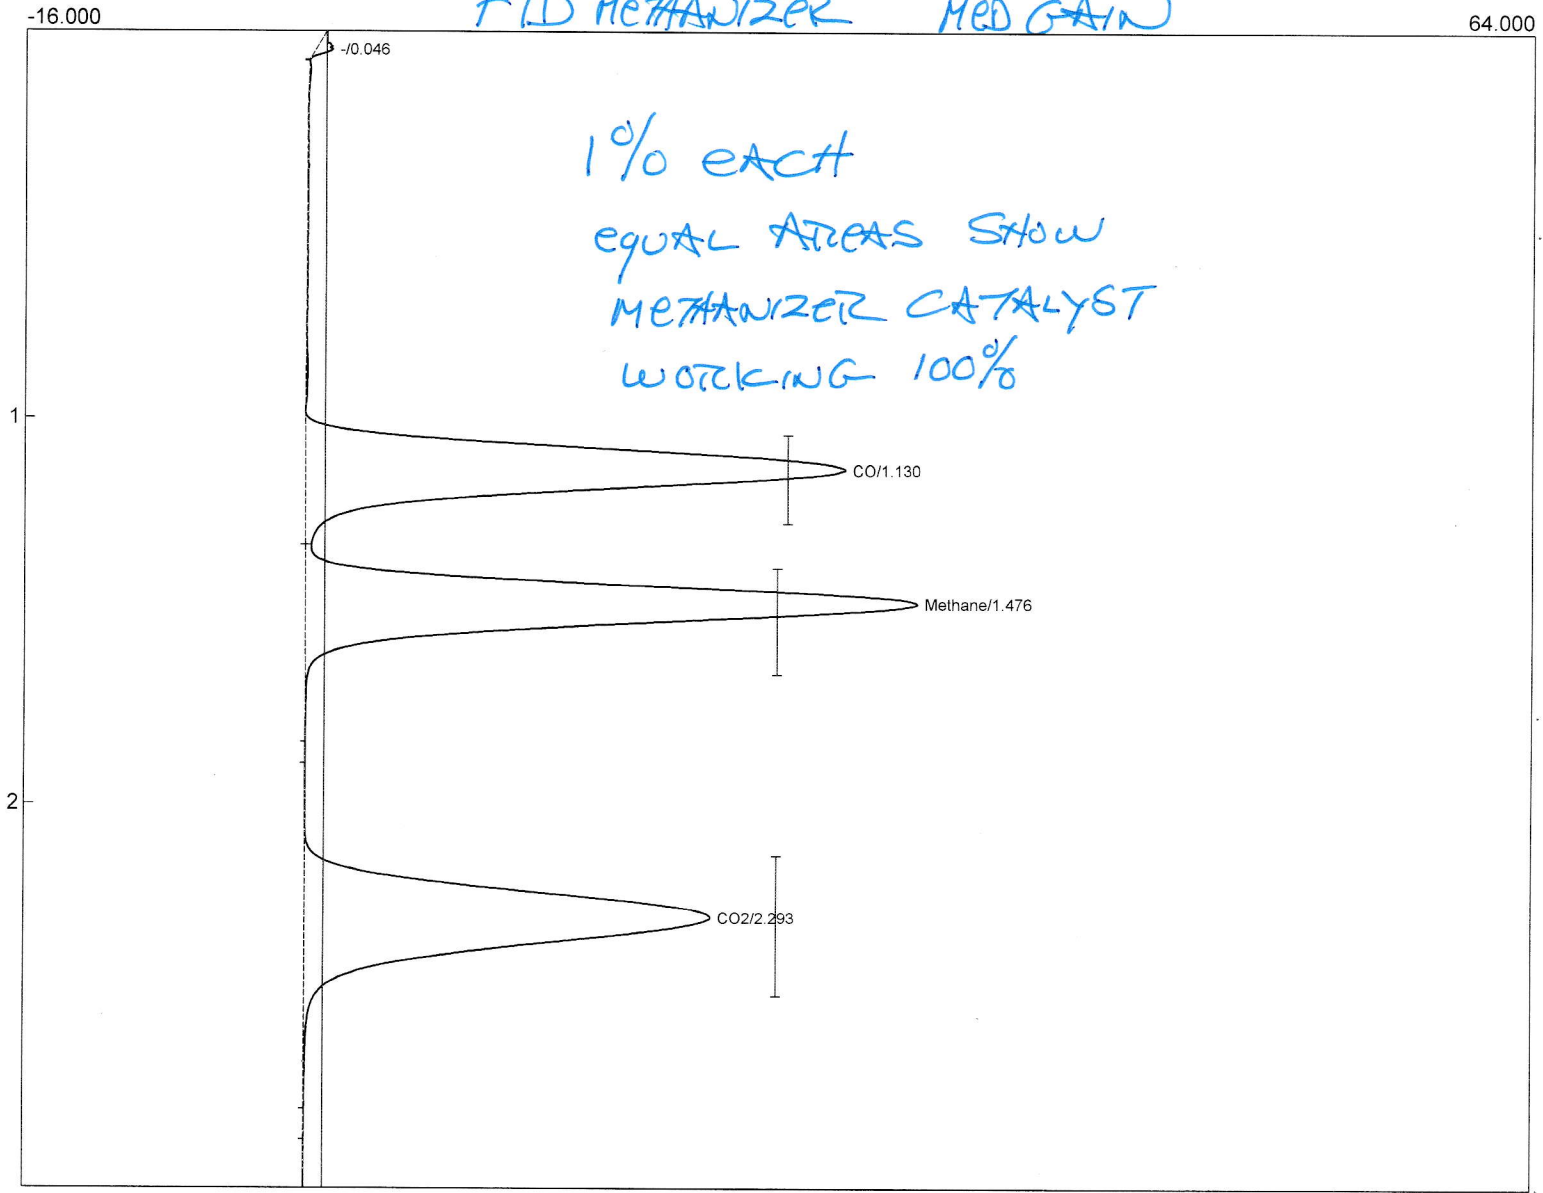 FID METHANIZER MED GAIN
-16.000 64.000
-/0.046
1% EACH
EQUAL AREAS SHOW
METHANIZER CATALYST
WORKING 100%
1
CO/1.130
Methane/1.476
2
CO2/2.293